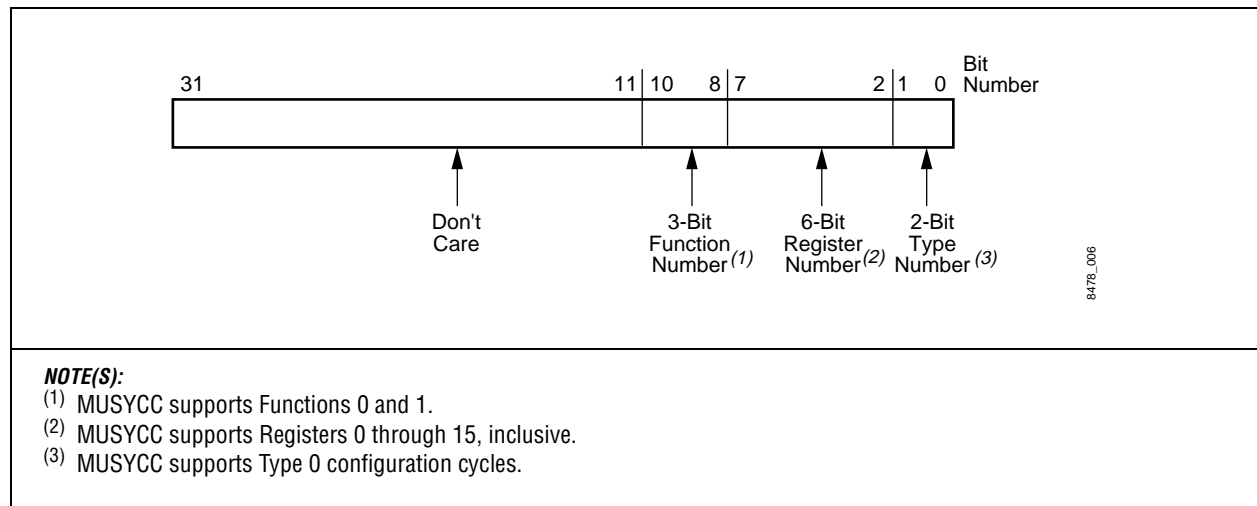 Bit
Number
31 11 10 8 7 2 1 0
Don't
Care
3-Bit
Function
Number (1)
6-Bit
Register
Number (2)
2-Bit
Type
Number (3)
8478_006
NOTE(S):
(1) MUSYCC supports Functions 0 and 1.
(2) MUSYCC supports Registers 0 through 15, inclusive.
(3) MUSYCC supports Type 0 configuration cycles.